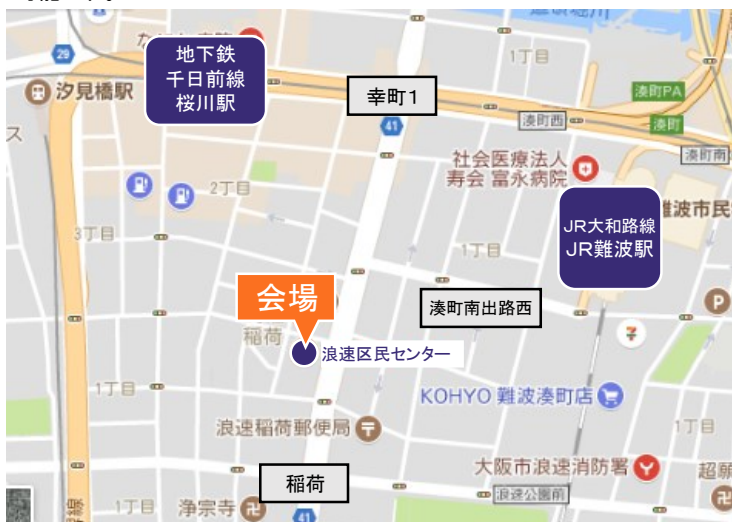 29
1丁目
地下鉄
千日前線
桜川駅
汐見橋駅
幸町1
湊町PA
41
湊町西
湊町
湊町南
社会医療法人
寿会 富永病院
2丁目
難波市民
JR大和路線
JR難波駅
3丁目
1丁目
会場
湊町南出路西
P
稲荷
浪速区民センター
1丁目
KOHYO 難波湊町店
浪速稲荷郵便局
1丁目
大阪市浪速消防署
超願
稲荷
浪速公園前
1丁目
浄宗寺
41